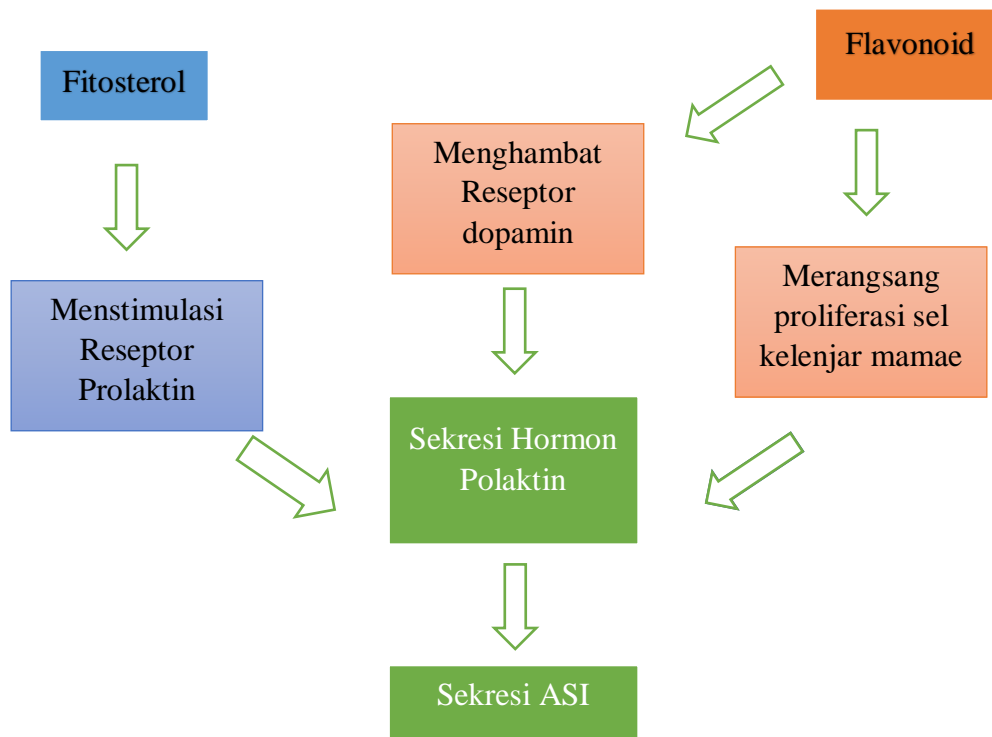 Fitosterol
Flavonoid
Menghambat
Reseptor
dopamin
Menstimulasi
Reseptor
Prolaktin
Merangsang
proliferasi sel
kelenjar mamae
Sekresi Hormon
Polaktin
Sekresi ASI